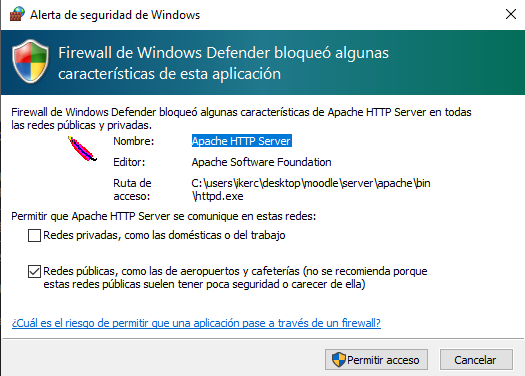 Alerta de seguridad de Windows
Firewall de Windows Defender bloqueó algunas
características de esta aplicación
Firewall de Windows Defender bloqueó algunas características de Apache HTTP Server en todas
las redes públicas y privadas.
Nombre: Apache HTTP Server
Editor: Apache Software Foundation
Ruta de C:\users\ikerc\desktop\moodle\server\apache\bin
acceso: \httpd.exe
Permitir que Apache HTTP Server se comunique en estas redes:
Redes privadas, como las domésticas o del trabajo
Redes públicas, como las de aeropuertos y cafeterías (no se recomienda porque
estas redes públicas suelen tener poca seguridad o carecer de ella)
¿Cuál es el riesgo de permitir que una aplicación pase a través de un firewall?
Permitir acceso Cancelar